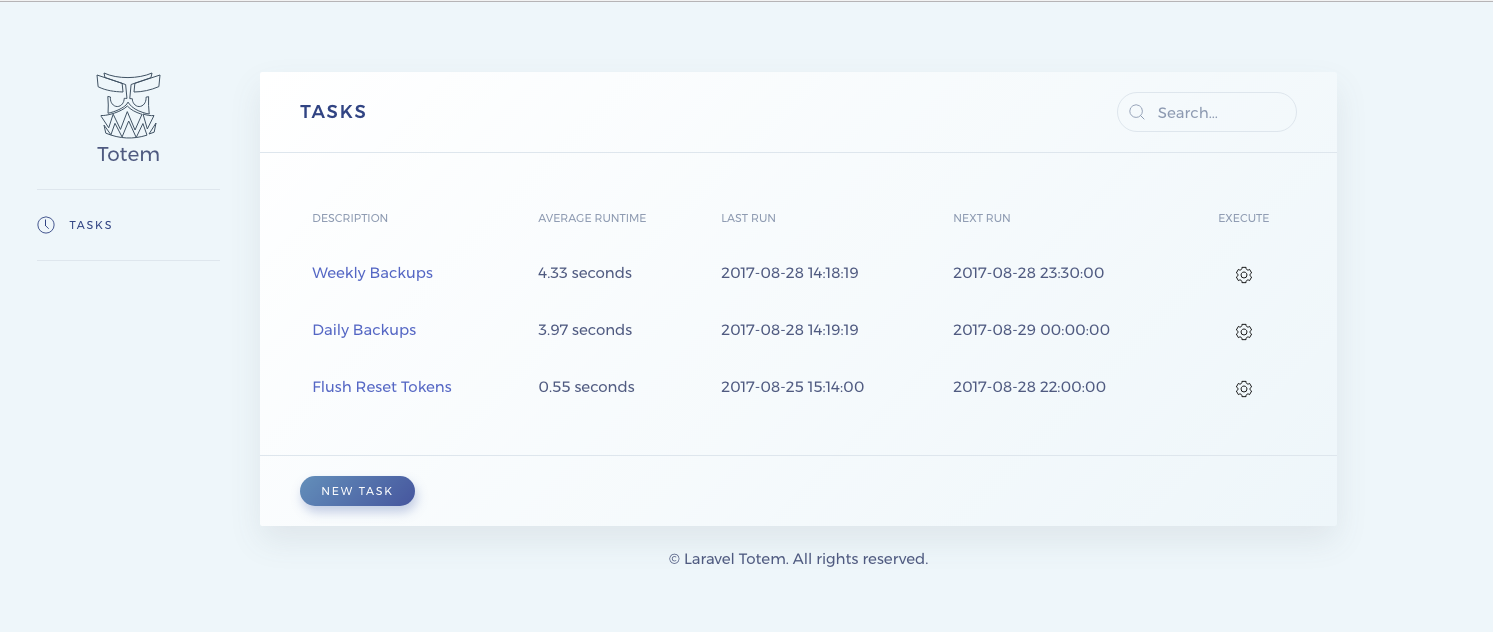 Totem
TASKS
TASKS
Search...
DESCRIPTION AVERAGE RUNTIME LAST RUN NEXT RUN EXECUTE
Weekly Backups 4.33 seconds 2017-08-28 14:18:19 2017-08-28 23:30:00
Daily Backups 3.97 seconds 2017-08-28 14:19:19 2017-08-29 00:00:00
Flush Reset Tokens 0.55 seconds 2017-08-25 15:14:00 2017-08-28 22:00:00
NEW TASK
© Laravel Totem. All rights reserved.